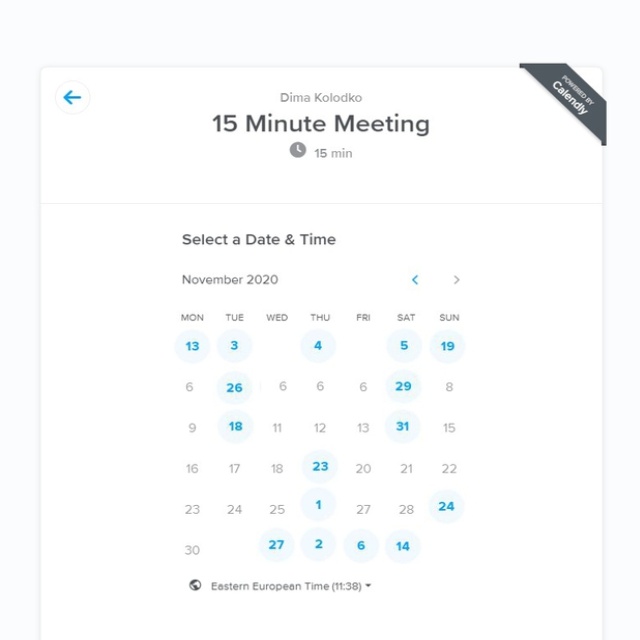 POWERED BY
Calendly
Dima Kolodko
15 Minute Meeting
15 min
Select a Date & Time
November 2020 < >
MON TUE WED THU FRI SAT SUN
13 3 4 5 19
6 26 6 6 6 29 8
9 18 11 12 13 31 15
16 17 18 23 20 21 22
23 24 25 1 27 28 24
30 27 2 6 14
Eastern European Time (11:38)